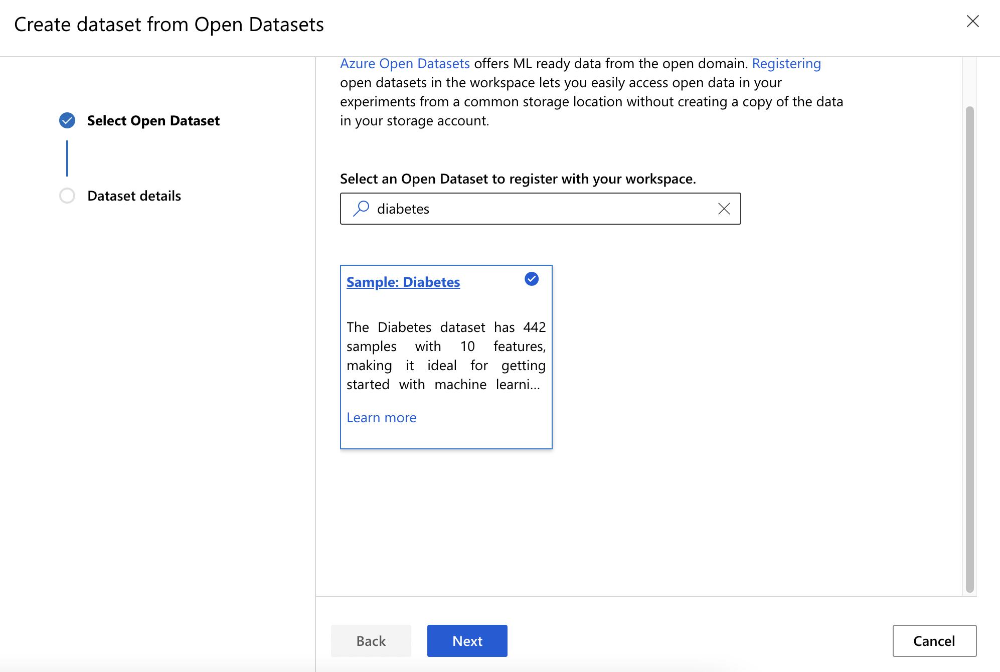 Create dataset from Open Datasets
Select Open Dataset
Dataset details
Azure Open Datasets offers ML ready data from the open domain. Registering
open datasets in the workspace lets you easily access open data in your
experiments from a common storage location without creating a copy of the data
in your storage account.
Select an Open Dataset to register with your workspace.
diabetes
Sample: Diabetes
The Diabetes dataset has 442
samples with 10 features,
making it ideal for getting
started with machine learni...
Learn more
Back
Next
Cancel